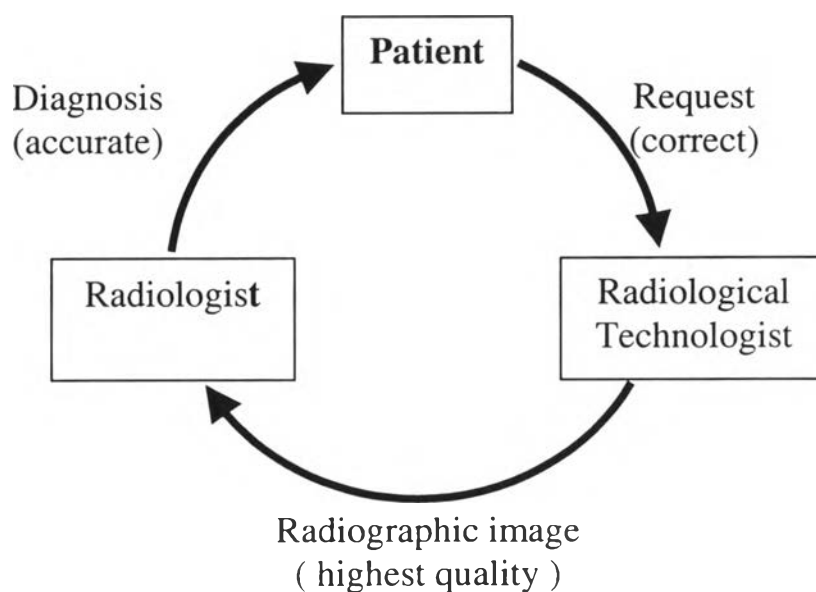 Patient
Diagnosis
(accurate)
Request
(correct)
Radiologist
Radiological
Technologist
Radiographic image
( highest quality )